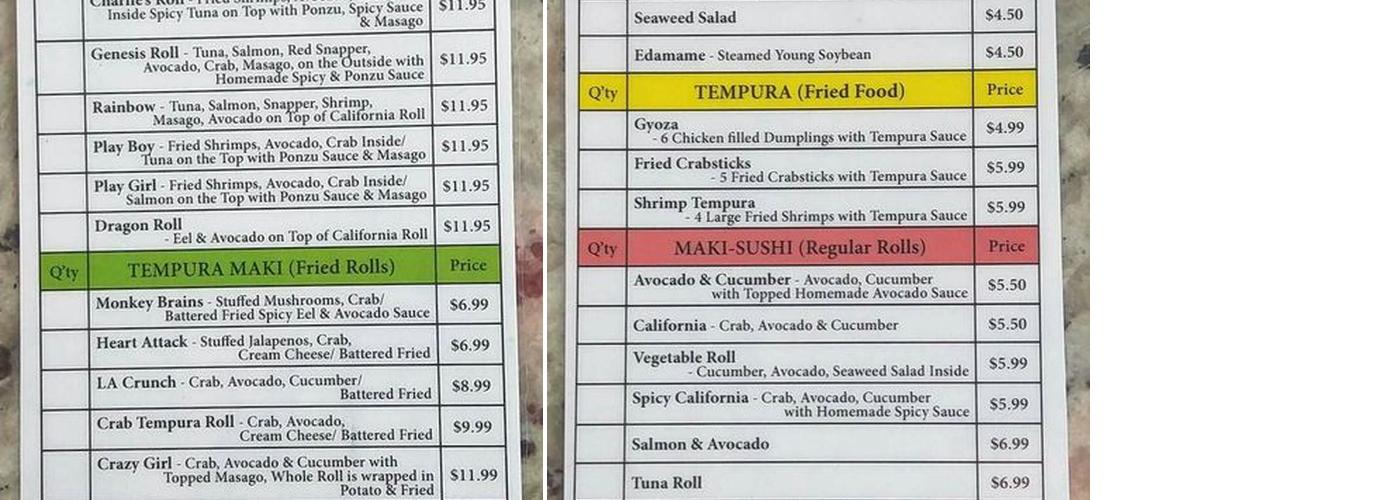 Charlie's Roll - Fried Shrimps,
Inside Spicy Tuna on Top with Ponzu, Spicy Sauce
& Masago
$11.95
Genesis Roll - Tuna, Salmon, Red Snapper,
Avocado, Crab, Masago, on the Outside with
Homemade Spicy & Ponzu Sauce
$11.95
Rainbow - Tuna, Salmon, Snapper, Shrimp,
Masago, Avocado on Top of California Roll
$11.95
Play Boy - Fried Shrimps, Avocado, Crab Inside/
Tuna on the Top with Ponzu Sauce & Masago
$11.95
Play Girl - Fried Shrimps, Avocado, Crab Inside/
Salmon on the Top with Ponzu Sauce & Masago
$11.95
Dragon Roll
- Eel & Avocado on Top of California Roll
$11.95
Q'ty TEMPURA MAKI (Fried Rolls) Price
Monkey Brains - Stuffed Mushrooms, Crab/
Battered Fried Spicy Eel & Avocado Sauce
$6.99
Heart Attack - Stuffed Jalapenos, Crab,
Cream Cheese/ Battered Fried
$6.99
LA Crunch - Crab, Avocado, Cucumber/
Battered Fried
$8.99
Crab Tempura Roll - Crab, Avocado,
Cream Cheese/ Battered Fried
$9.99
Crazy Girl - Crab, Avocado & Cucumber with
Topped Masago, Whole Roll is wrapped in
Potato & Fried
$11.99
Seaweed Salad $4.50
Edamame - Steamed Young Soybean $4.50
Q'ty TEMPURA (Fried Food) Price
Gyoza
- 6 Chicken filled Dumplings with Tempura Sauce
$4.99
Fried Crabsticks
- 5 Fried Crabsticks with Tempura Sauce
$5.99
Shrimp Tempura
- 4 Large Fried Shrimps with Tempura Sauce
$5.99
Q'ty MAKI-SUSHI (Regular Rolls) Price
Avocado & Cucumber - Avocado, Cucumber
with Topped Homemade Avocado Sauce
$5.50
California - Crab, Avocado & Cucumber $5.50
Vegetable Roll
- Cucumber, Avocado, Seaweed Salad Inside
$5.99
Spicy California - Crab, Avocado, Cucumber
with Homemade Spicy Sauce
$5.99
Salmon & Avocado $6.99
Tuna Roll $6.99